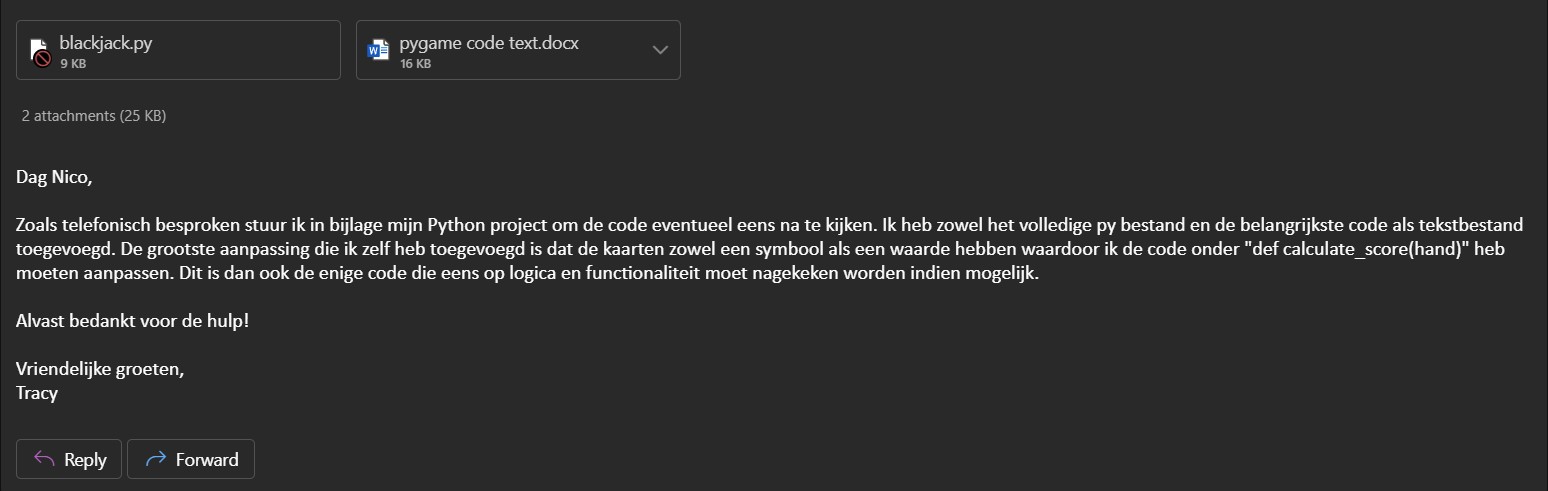 blackjack.py
9 KB
pygame code text.docx
16 KB
2 attachments (25 KB)
Dag Nico,
Zoals telefonisch besproken stuur ik in bijlage mijn Python project om de code eventueel eens na te kijken. Ik heb zowel het volledige py bestand en de belangrijkste code als tekstbestand
toegevoegd. De grootste aanpassing die ik zelf heb toegevoegd is dat de kaarten zowel een symbool als een waarde hebben waardoor ik de code onder "def calculate_score(hand)" heb
moeten aanpassen. Dit is dan ook de enige code die eens op logica en functionaliteit moet nagekeken worden indien mogelijk.
Alvast bedankt voor de hulp!
Vriendelijke groeten,
Tracy
Reply Forward